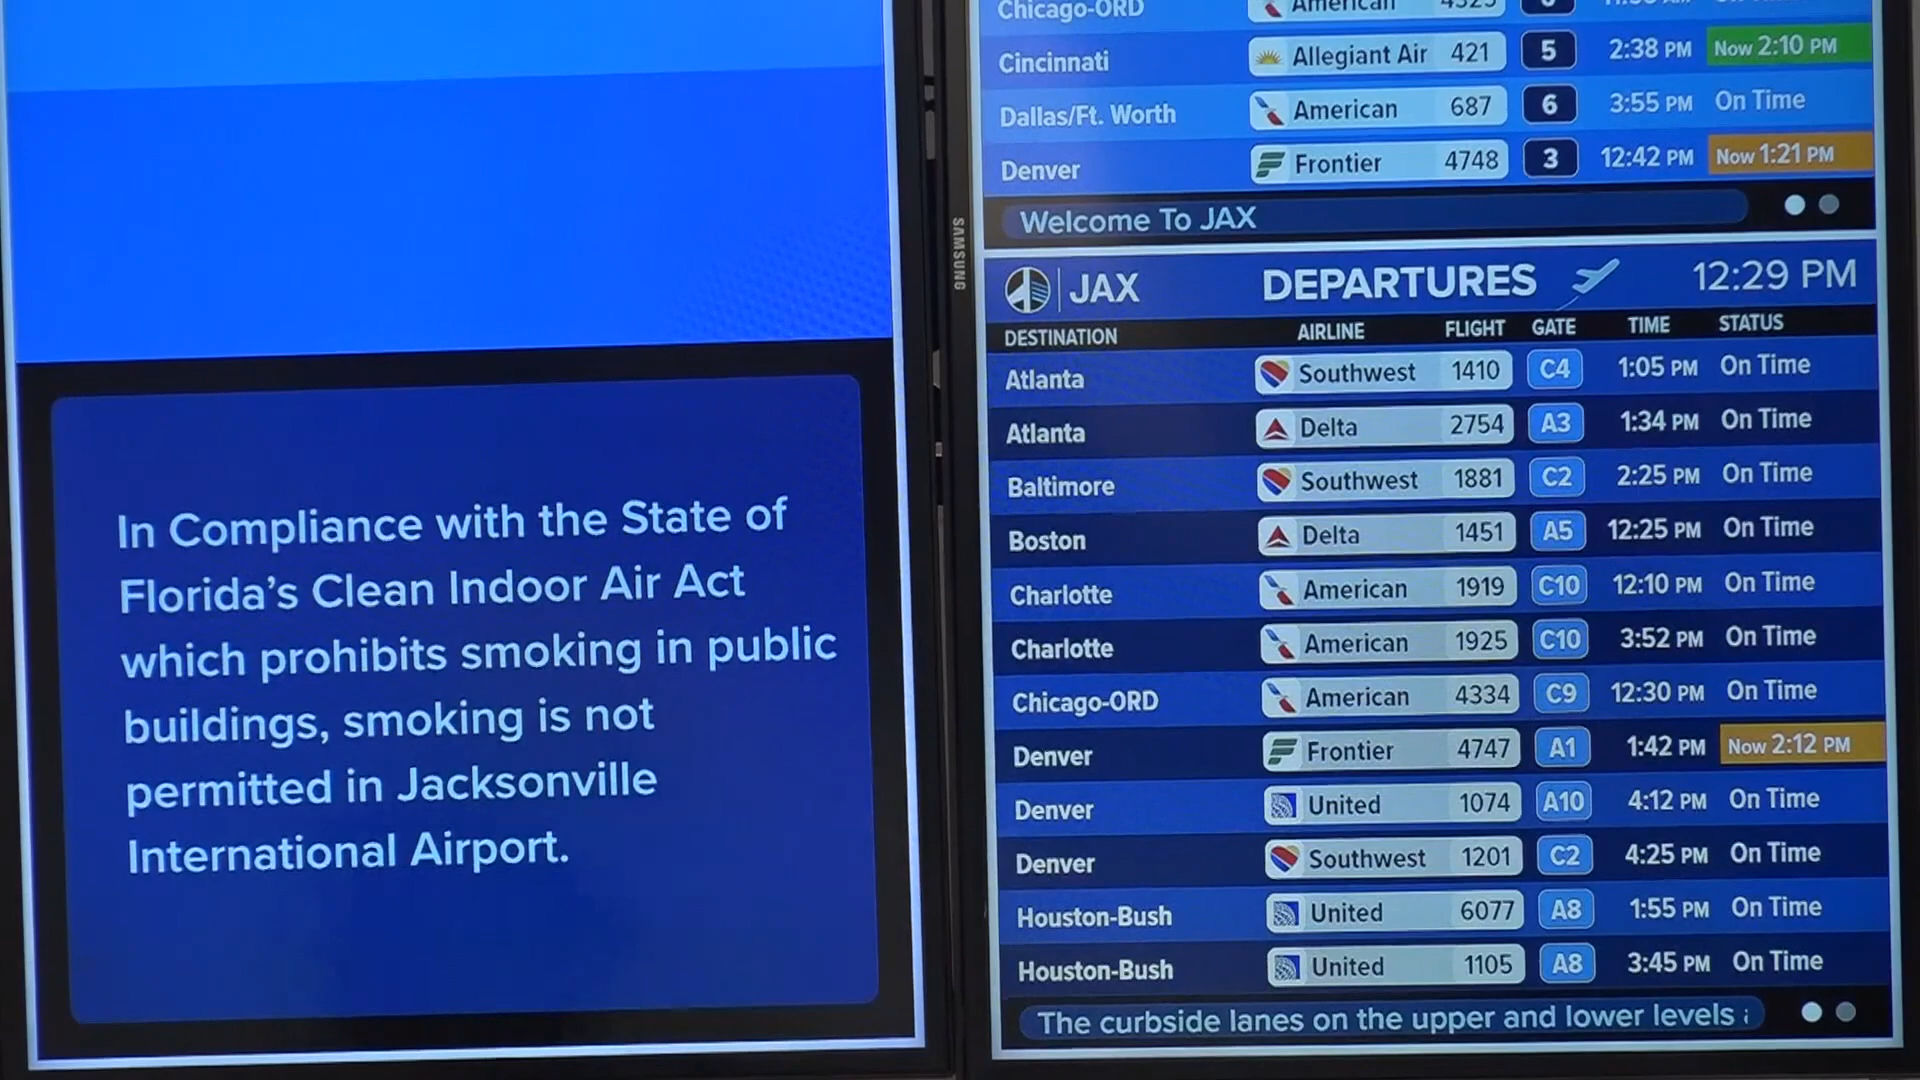 In Compliance with the State of
Florida's Clean Indoor Air Act
which prohibits smoking in public
buildings, smoking is not
permitted in Jacksonville
International Airport.
SAMSUNG
Chicago-ORD American 4325
Cincinnati Allegiant Air 421 5 2:38 PM Now 2:10 PM
Dallas/Ft. Worth American 687 6 3:55 PM On Time
Denver Frontier 4748 3 12:42 PM Now 1:21 PM
Welcome To JAX
JAX DEPARTURES 12:29 PM
DESTINATION AIRLINE FLIGHT GATE TIME STATUS
Atlanta Southwest 1410 C4 1:05 PM On Time
Atlanta Delta 2754 A3 1:34 PM On Time
Baltimore Southwest 1881 C2 2:25 PM On Time
Boston Delta 1451 A5 12:25 PM On Time
Charlotte American 1919 C10 12:10 PM On Time
Charlotte American 1925 C10 3:52 PM On Time
Chicago-ORD American 4334 C9 12:30 PM On Time
Denver Frontier 4747 A1 1:42 PM Now 2:12 PM
Denver United 1074 A10 4:12 PM On Time
Denver Southwest 1201 C2 4:25 PM On Time
Houston-Bush United 6077 A8 1:55 PM On Time
Houston-Bush United 1105 A8 3:45 PM On Time
The curbside lanes on the upper and lower levels